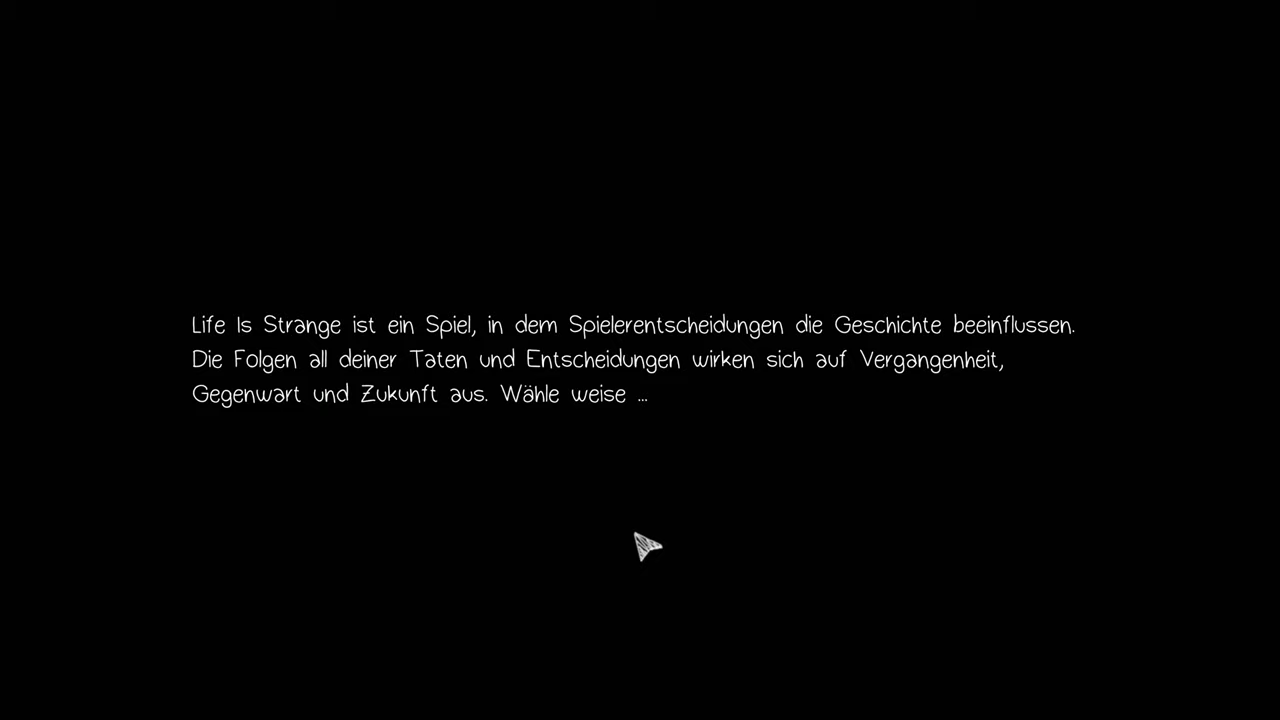 Life Is Strange ist ein Spiel, in dem Spielerentscheidungen die Geschichte beeinflussen.
Die Folgen all deiner Taten und Entscheidungen wirken sich auf Vergangenheit,
Gegenwart und Zukunft aus. Wähle weise ...